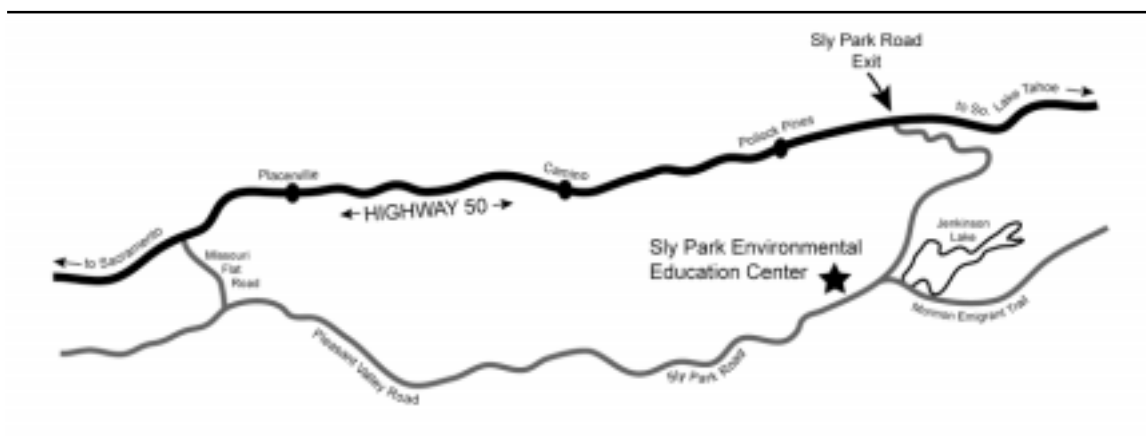 Sly Park Road
Exit
to So. Lake Tahoe
Pollock Pines
Placerville
Camino
HIGHWAY 50
to Sacramento
Missouri
Flat
Road
Jenkinson
Lake
Sly Park Environmental
Education Center
Mormon Emigrant Trail
Pleasant Valley Road
Sly Park Road